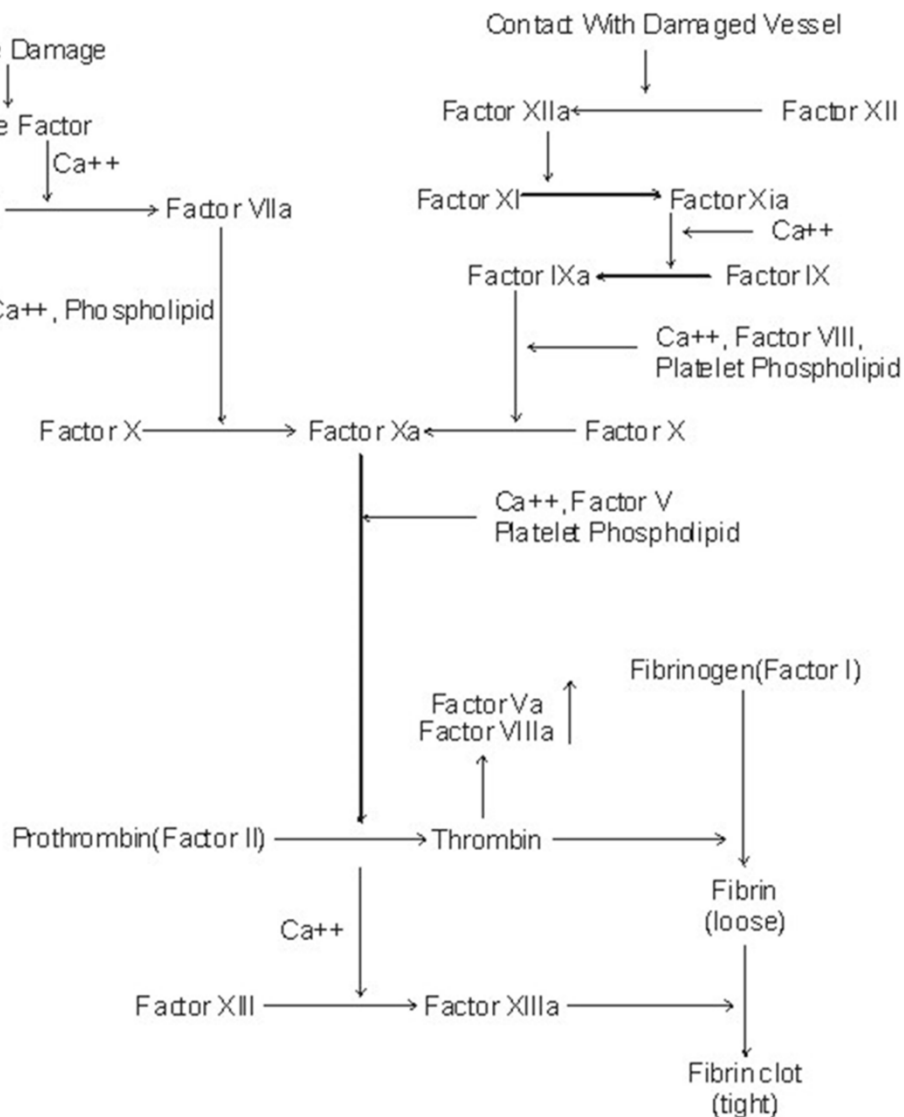 Contact With Damaged Vessel
Damage
Factor XIIa
Factor XII
Factor
Ca++
Factor XI
Factor Xia
Factor VIIa
Ca++
Factor IXa
Factor IX
Ca++, Phospholipid
Ca++, Factor VIII,
Platelet Phospholipid
Factor X
Factor Xa
Factor X
Ca++, Factor V
Platelet Phospholipid
Fibrinogen(Factor I)
Factor Va
Factor VIIIa
Prothrombin(Factor II)
Thrombin
Fibrin
(loose)
Ca++
Factor XIII
Factor XIIIa
Fibrin clot
(tight)